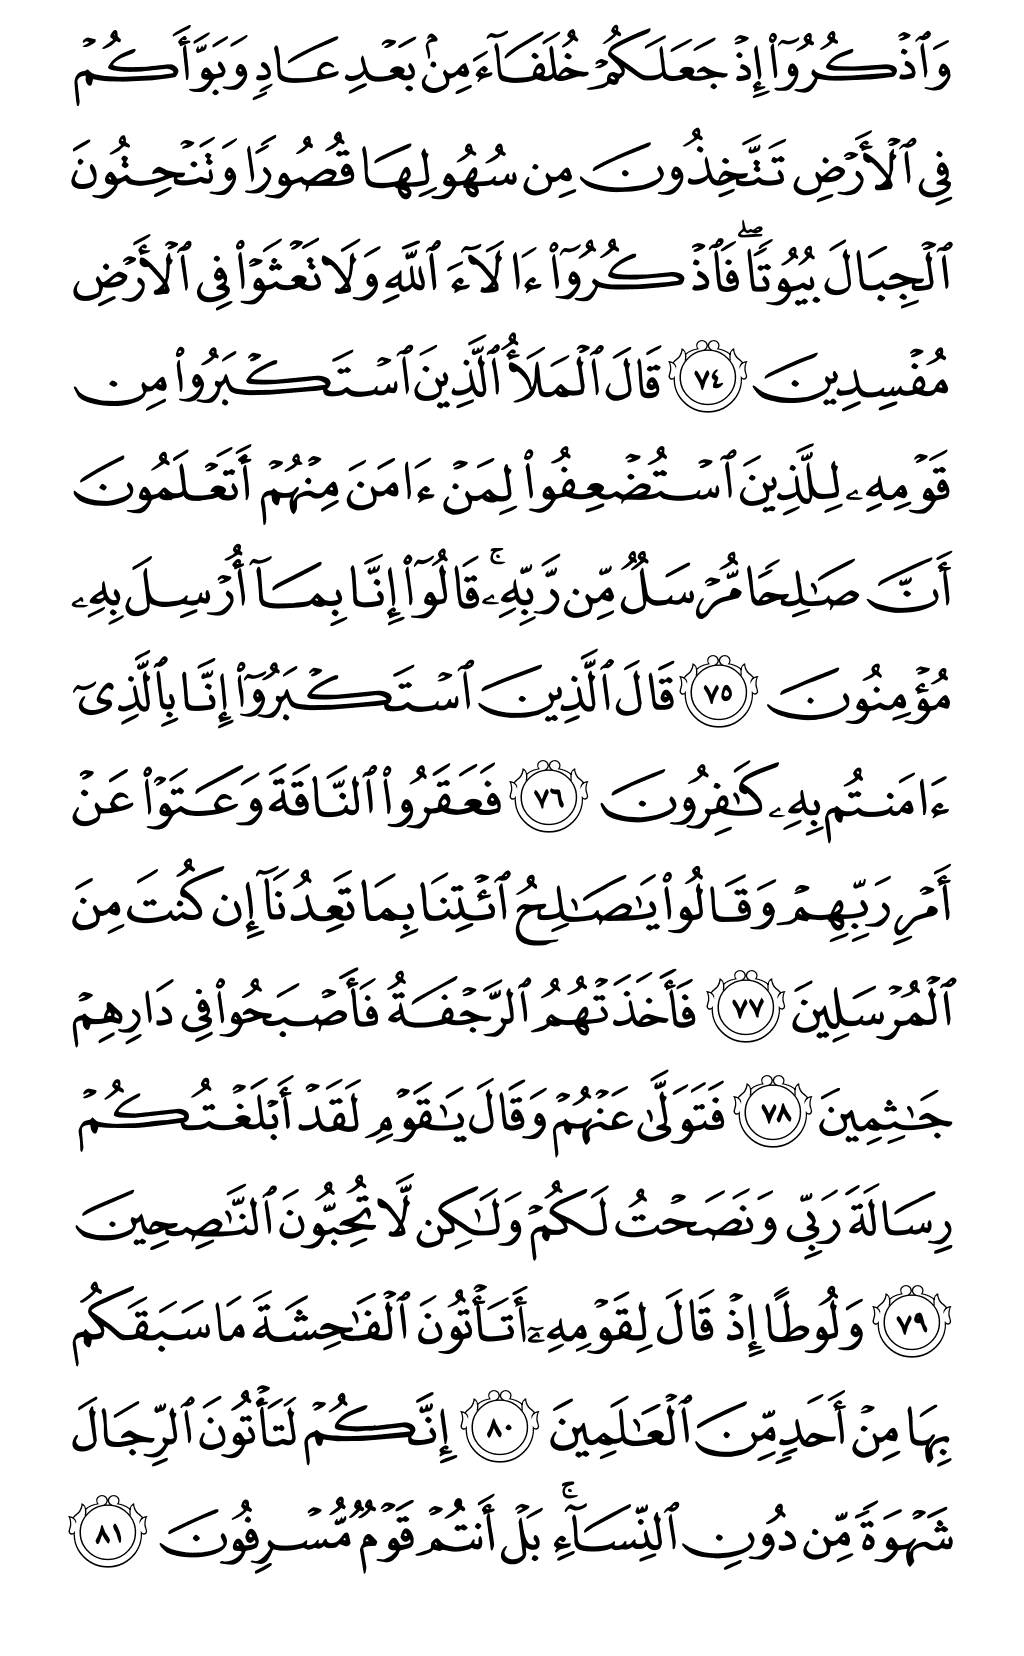 وَٱذۡكُرُوٓاْ إِذۡ جَعَلَكُمۡ خُلَفَآءَ مِنۢ بَعۡدِ عَادٖ وَبَوَّأَكُمۡ
فِي ٱلۡأَرۡضِ تَتَّخِذُونَ مِن سُهُولِهَا قُصُورٗا وَتَنۡحِتُونَ
ٱلۡجِبَالَ بُيُوتٗاۖ فَٱذۡكُرُوٓاْ ءَالَآءَ ٱللَّهِ وَلَا تَعۡثَوۡاْ فِي ٱلۡأَرۡضِ
مُفۡسِدِينَ ٧٤ قَالَ ٱلۡمَلَأُ ٱلَّذِينَ ٱسۡتَكۡبَرُواْ مِن
قَوۡمِهِۦ لِلَّذِينَ ٱسۡتُضۡعِفُواْ لِمَنۡ ءَامَنَ مِنۡهُمۡ أَتَعۡلَمُونَ
أَنَّ صَٰلِحٗا مُّرۡسَلٞ مِّن رَّبِّهِۦۚ قَالُوٓاْ إِنَّا بِمَآ أُرۡسِلَ بِهِۦ
مُؤۡمِنُونَ ٧٥ قَالَ ٱلَّذِينَ ٱسۡتَكۡبَرُوٓاْ إِنَّا بِٱلَّذِيٓ
ءَامَنتُم بِهِۦ كَٰفِرُونَ ٧٦ فَعَقَرُواْ ٱلنَّاقَةَ وَعَتَوۡاْ عَنۡ
أَمۡرِ رَبِّهِمۡ وَقَالُواْ يَٰصَٰلِحُ ٱئۡتِنَا بِمَا تَعِدُنَآ إِن كُنتَ مِنَ
ٱلۡمُرۡسَلِينَ ٧٧ فَأَخَذَتۡهُمُ ٱلرَّجۡفَةُ فَأَصۡبَحُواْ فِي دَارِهِمۡ
جَٰثِمِينَ ٧٨ فَتَوَلَّىٰ عَنۡهُمۡ وَقَالَ يَٰقَوۡمِ لَقَدۡ أَبۡلَغۡتُكُمۡ
رِسَالَةَ رَبِّي وَنَصَحۡتُ لَكُمۡ وَلَٰكِن لَّا تُحِبُّونَ ٱلنَّٰصِحِينَ
٧٩ وَلُوطًا إِذۡ قَالَ لِقَوۡمِهِۦٓ أَتَأۡتُونَ ٱلۡفَٰحِشَةَ مَا سَبَقَكُم
بِهَا مِنۡ أَحَدٖ مِّنَ ٱلۡعَٰلَمِينَ ٨٠ إِنَّكُمۡ لَتَأۡتُونَ ٱلرِّجَالَ
شَهۡوَةٗ مِّن دُونِ ٱلنِّسَآءِۚ بَلۡ أَنتُمۡ قَوۡمٞ مُّسۡرِفُونَ ٨١